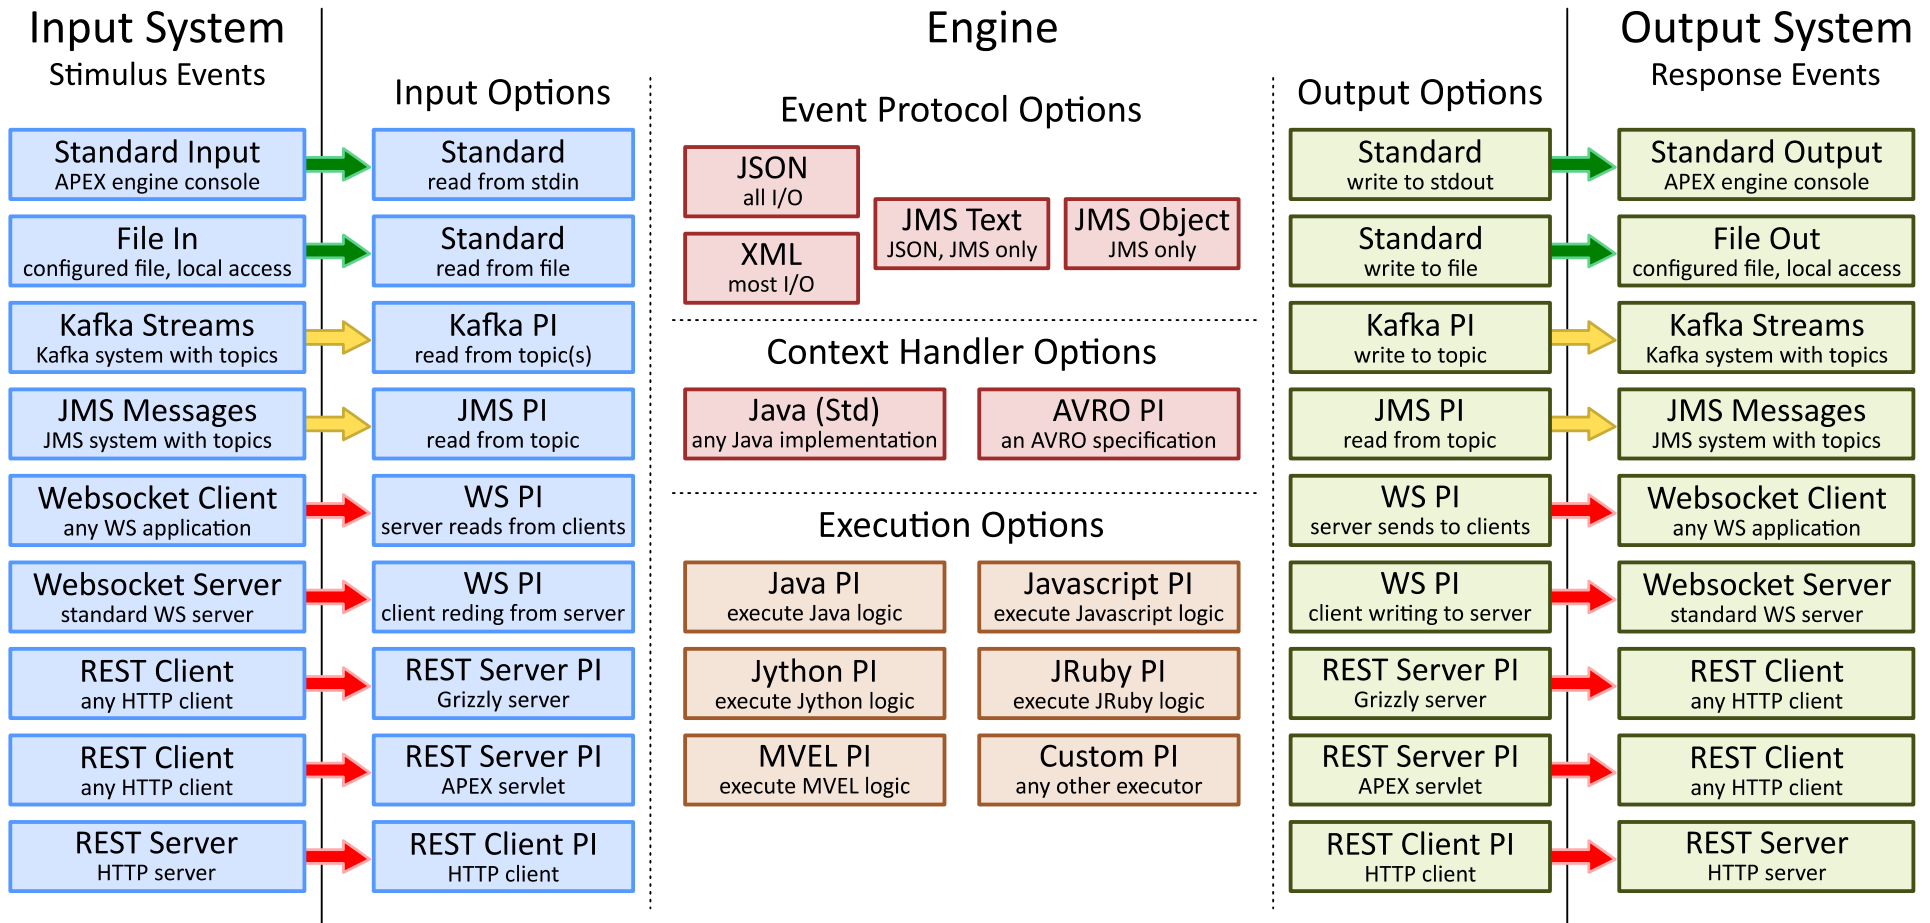 Input System
Stimulus Events
Standard Input
APEX engine console
File In
configured file, local access
Kafka Streams
Kafka system with topics
JMS Messages
JMS system with topics
Websocket Client
any WS application
Websocket Server
standard WS server
REST Client
any HTTP client
REST Client
any HTTP client
REST Server
HTTP server
Engine
Input Options
Standard
read from stdin
Standard
read from file
Kafka PI
read from topic(s)
JMS PI
read from topic
WS PI
server reads from clients
WS PI
client reding from server
REST Server PI
Grizzly server
REST Server PI
APEX servlet
REST Client PI
HTTP client
Event Protocol Options
JSON
all I/O
XML
most I/O
JMS Text
JSON, JMS only
JMS Object
JMS only
Context Handler Options
Java (Std)
any Java implementation
AVRO PI
an AVRO specification
Execution Options
Java PI
execute Java logic
Javascript PI
execute Javascript logic
Jython PI
execute Jython logic
JRuby PI
execute JRuby logic
MVEL PI
execute MVEL logic
Custom PI
any other executor
Output Options
Standard
write to stdout
Standard
write to file
Kafka PI
write to topic
JMS PI
read from topic
WS PI
server sends to clients
WS PI
client writing to server
REST Server PI
Grizzly server
REST Server PI
APEX servlet
REST Client PI
HTTP client
Output System
Response Events
Standard Output
APEX engine console
File Out
configured file, local access
Kafka Streams
Kafka system with topics
JMS Messages
JMS system with topics
Websocket Client
any WS application
Websocket Server
standard WS server
REST Client
any HTTP client
REST Client
any HTTP client
REST Server
HTTP server